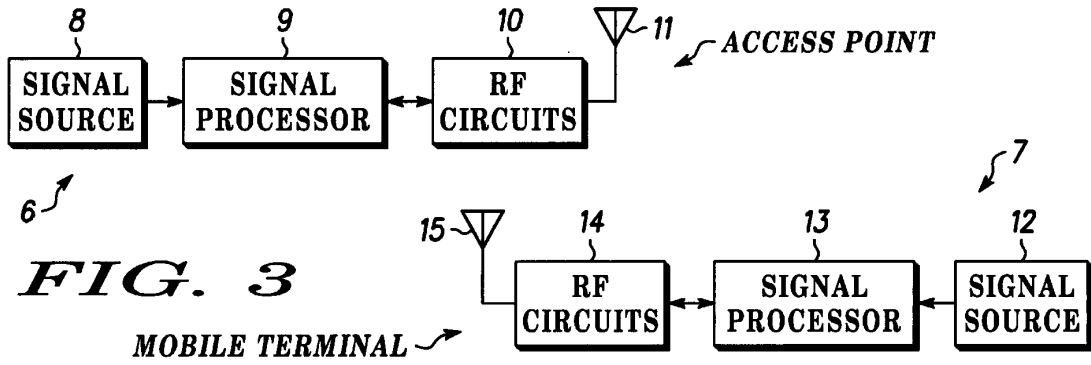 8
9
10
11
ACCESS POINT
SIGNAL
SOURCE
SIGNAL
PROCESSOR
RF
CIRCUITS
6
7
15
14
13
12
FIG. 3
RF
CIRCUITS
SIGNAL
PROCESSOR
SIGNAL
SOURCE
MOBILE TERMINAL